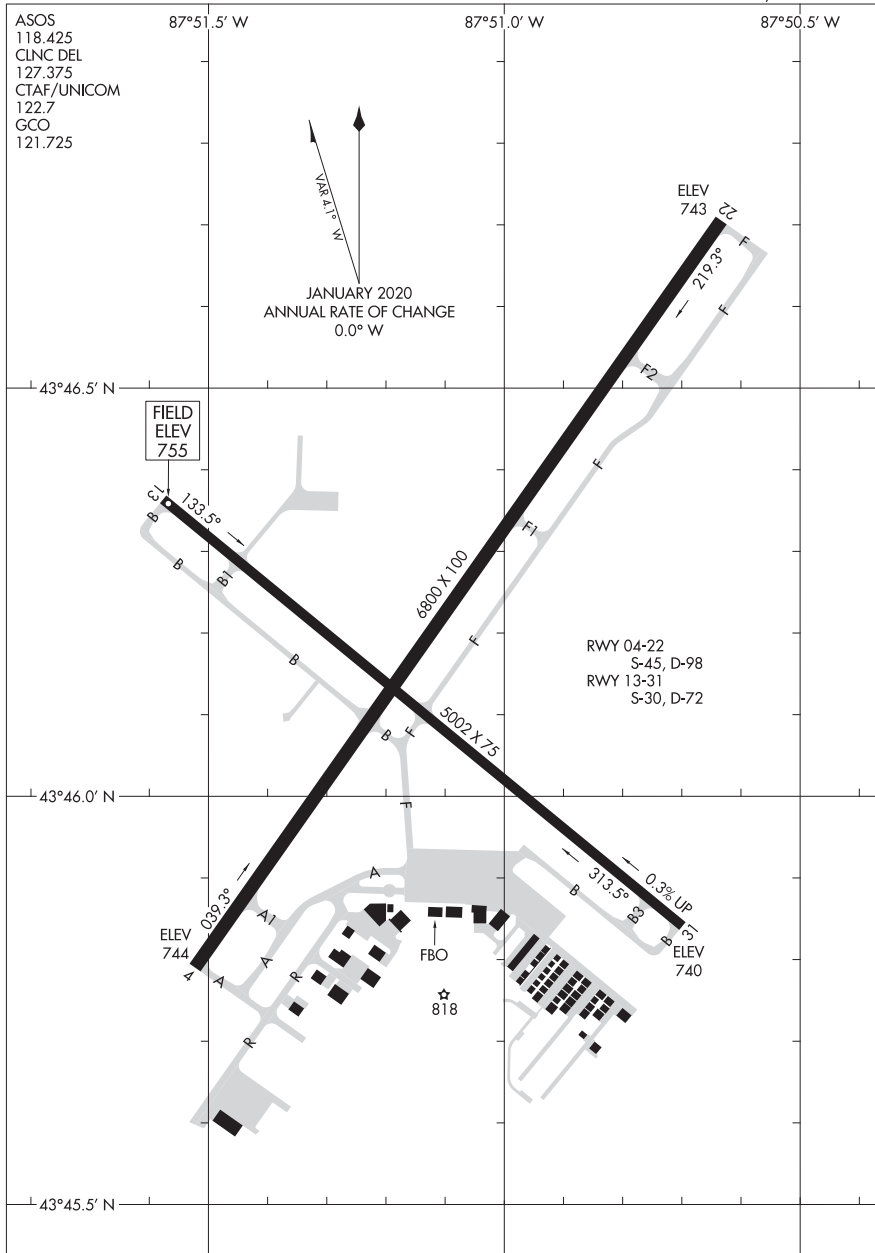 ASOS
118.425
CLNC DEL
127.375
CTAF/UNICOM
122.7
GCO
121.725
87°51.5' W
87°51.0' W
87°50.5' W
VAR 4.1° W
JANUARY 2020
ANNUAL RATE OF CHANGE
0.0° W
ELEV
743
22
F
219.3°
F
F2
43°46.5' N
FIELD
ELEV
755
13
133.5°
B
B
B1
F
F1
6800 X 100
F
B
RWY 04-22
S-45, D-98
RWY 13-31
S-30, D-72
B
F
5002 X 75
43°46.0' N
F
A
039.3°
A1
0.3% UP
313.5°
B
B3
B
31
ELEV
740
ELEV
744
4
A
A
R
FBO
818
R
43°45.5' N